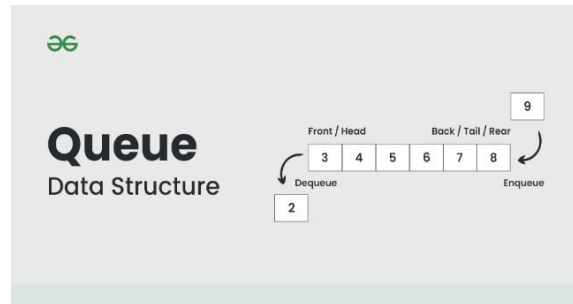 Queue
Data Structure
9
Front / Head Back / Tail / Rear
3 4 5 6 7 8
Dequeue Enqueue
2